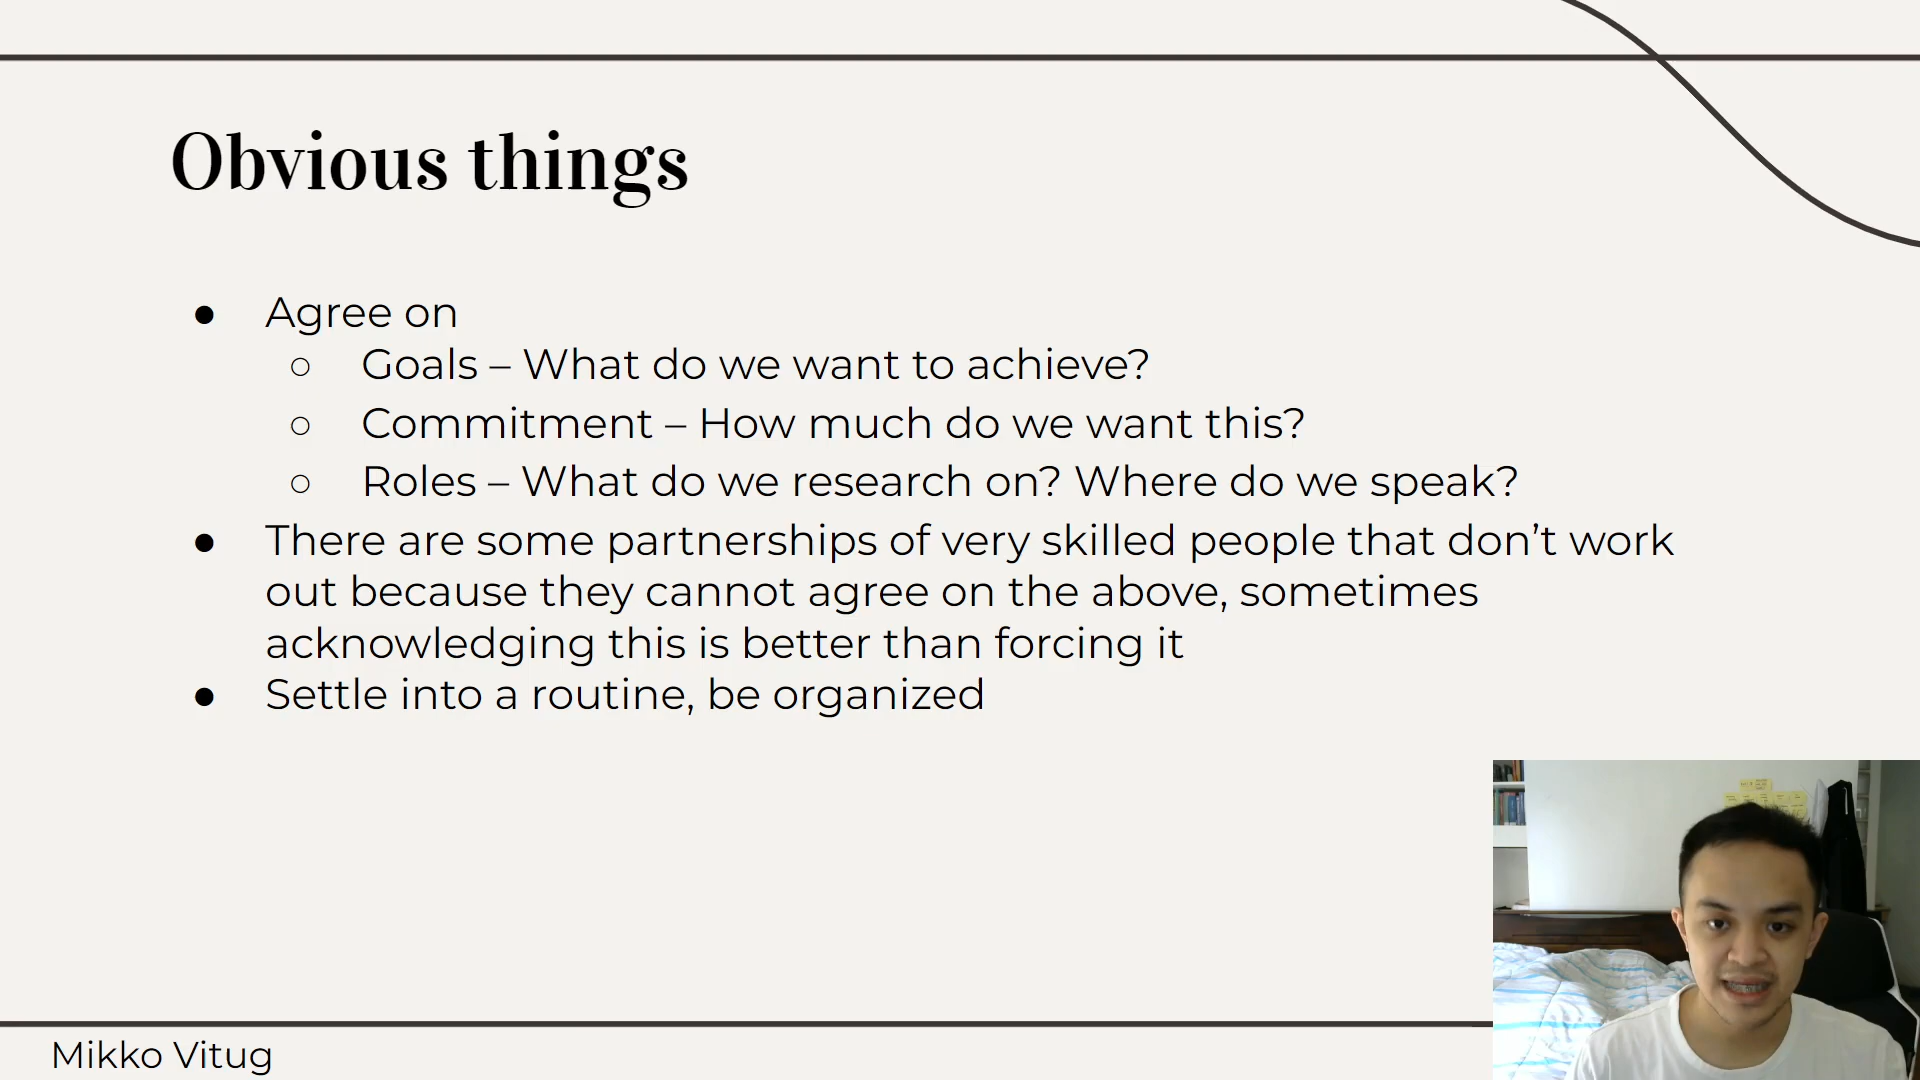 Obvious things
● Agree on
○ Goals – What do we want to achieve?
○ Commitment – How much do we want this?
○ Roles – What do we research on? Where do we speak?
● There are some partnerships of very skilled people that don’t work
out because they cannot agree on the above, sometimes
acknowledging this is better than forcing it
● Settle into a routine, be organized
Mikko Vitug